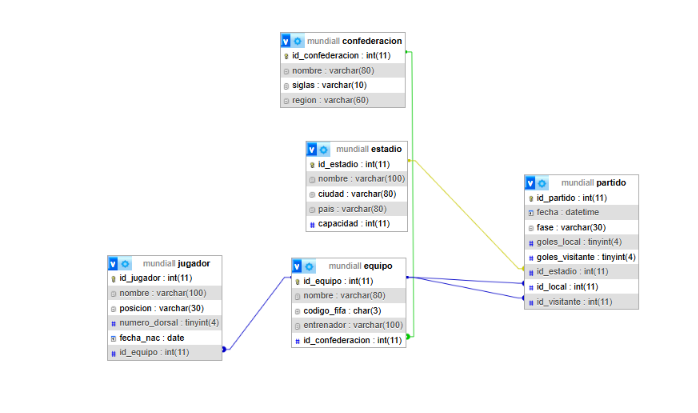 mundiall confederacion
id_confederacion : int(11)
nombre : varchar(80)
siglas : varchar(10)
region : varchar(60)
mundiall estadio
id_estadio : int(11)
nombre : varchar(100)
ciudad : varchar(80)
pais : varchar(80)
capacidad : int(11)
mundiall partido
id_partido : int(11)
fecha : datetime
fase : varchar(30)
goles_local : tinyint(4)
goles_visitante : tinyint(4)
id_estadio : int(11)
id_local : int(11)
id_visitante : int(11)
mundiall jugador
id_jugador : int(11)
nombre : varchar(100)
posicion : varchar(30)
numero_dorsal : tinyint(4)
fecha_nac : date
id_equipo : int(11)
mundiall equipo
id_equipo : int(11)
nombre : varchar(80)
codigo_fifa : char(3)
entrenador : varchar(100)
id_confederacion : int(11)